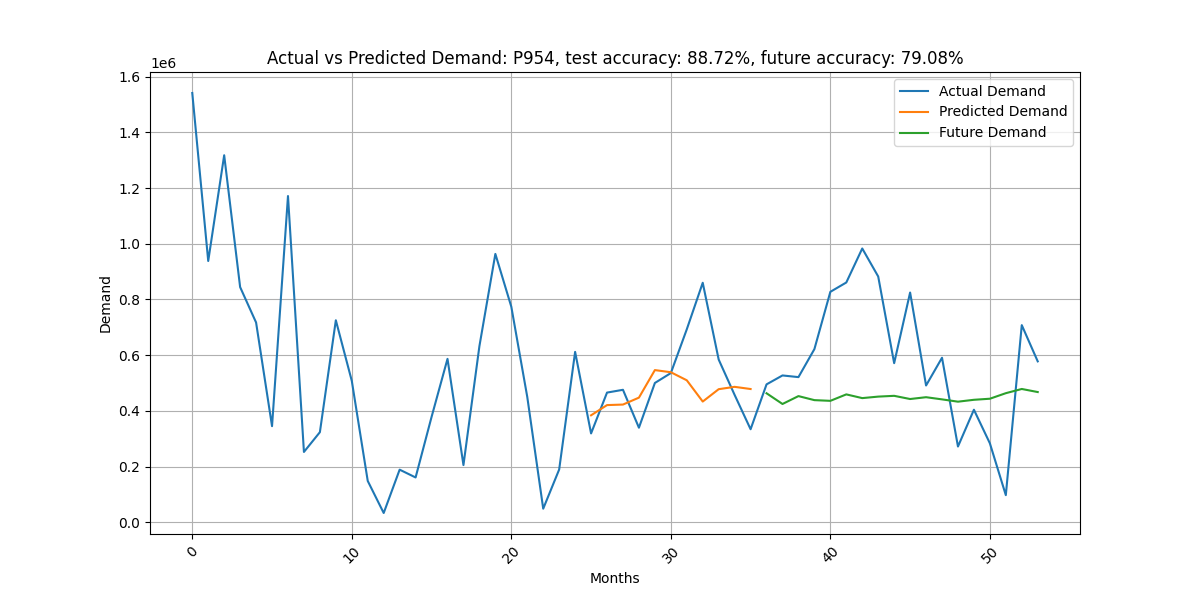 Actual vs Predicted Demand: P954, test accuracy: 88.72%, future accuracy: 79.08%
1e6
1.6
1.4
1.2
1.0
0.8
0.6
0.4
0.2
0.0
Demand
Actual Demand
Predicted Demand
Future Demand
0
10
20
30
40
50
Months